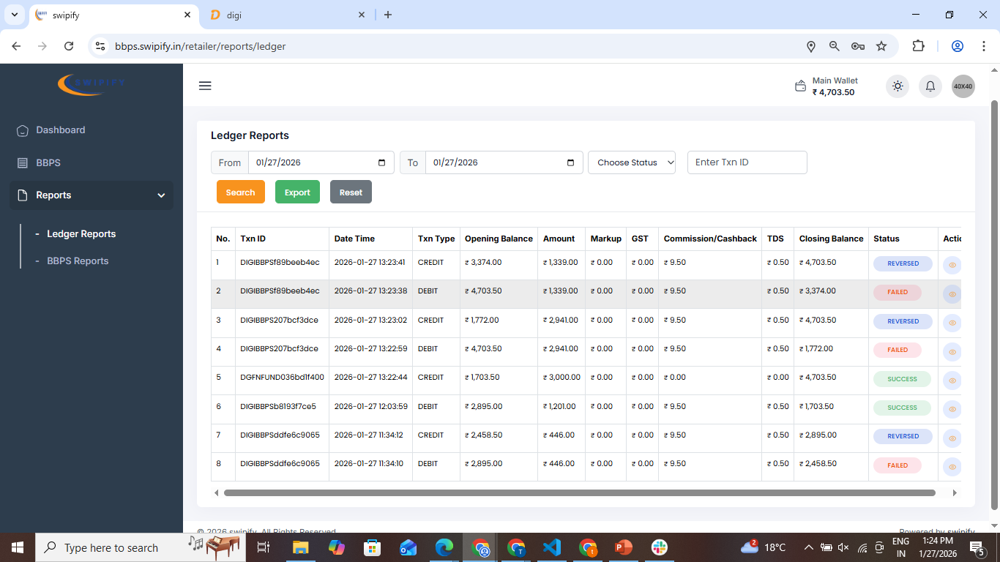 swipify
digi
bbps.swipify.in/retailer/reports/ledger
SWIPIFY
Main Wallet
₹ 4,703.50
40X40
Dashboard
BBPS
Reports
- Ledger Reports
- BBPS Reports
Ledger Reports
From 01/27/2026 To 01/27/2026 Choose Status Enter Txn ID
Search Export Reset
No. Txn ID Date Time Txn Type Opening Balance Amount Markup GST Commission/Cashback TDS Closing Balance Status Actio
1 DIGIBBPSf89beeb4ec 2026-01-27 13:23:41 CREDIT ₹ 3,374.00 ₹ 1,339.00 ₹ 0.00 ₹ 0.00 ₹ 9.50 ₹ 0.50 ₹ 4,703.50 REVERSED
2 DIGIBBPSf89beeb4ec 2026-01-27 13:23:38 DEBIT ₹ 4,703.50 ₹ 1,339.00 ₹ 0.00 ₹ 0.00 ₹ 9.50 ₹ 0.50 ₹ 3,374.00 FAILED
3 DIGIBBPS207bcf3dce 2026-01-27 13:23:02 CREDIT ₹ 1,772.00 ₹ 2,941.00 ₹ 0.00 ₹ 0.00 ₹ 9.50 ₹ 0.50 ₹ 4,703.50 REVERSED
4 DIGIBBPS207bcf3dce 2026-01-27 13:22:59 DEBIT ₹ 4,703.50 ₹ 2,941.00 ₹ 0.00 ₹ 0.00 ₹ 9.50 ₹ 0.50 ₹ 1,772.00 FAILED
5 DGFNFUND036bd1f400 2026-01-27 13:22:44 CREDIT ₹ 1,703.50 ₹ 3,000.00 ₹ 0.00 ₹ 0.00 ₹ 0.00 ₹ 0.00 ₹ 4,703.50 SUCCESS
6 DIGIBBPSb8193f7ce5 2026-01-27 12:03:59 DEBIT ₹ 2,895.00 ₹ 1,201.00 ₹ 0.00 ₹ 0.00 ₹ 9.50 ₹ 0.50 ₹ 1,703.50 SUCCESS
7 DIGIBBPSddfe6c9065 2026-01-27 11:34:12 CREDIT ₹ 2,458.50 ₹ 446.00 ₹ 0.00 ₹ 0.00 ₹ 9.50 ₹ 0.50 ₹ 2,895.00 REVERSED
8 DIGIBBPSddfe6c9065 2026-01-27 11:34:10 DEBIT ₹ 2,895.00 ₹ 446.00 ₹ 0.00 ₹ 0.00 ₹ 9.50 ₹ 0.50 ₹ 2,458.50 FAILED
© 2026 swipify. All Rights Reserved Powered by swipify
Type here to search
2 18°C ENG 1:24 PM
IN 1/27/2026 5